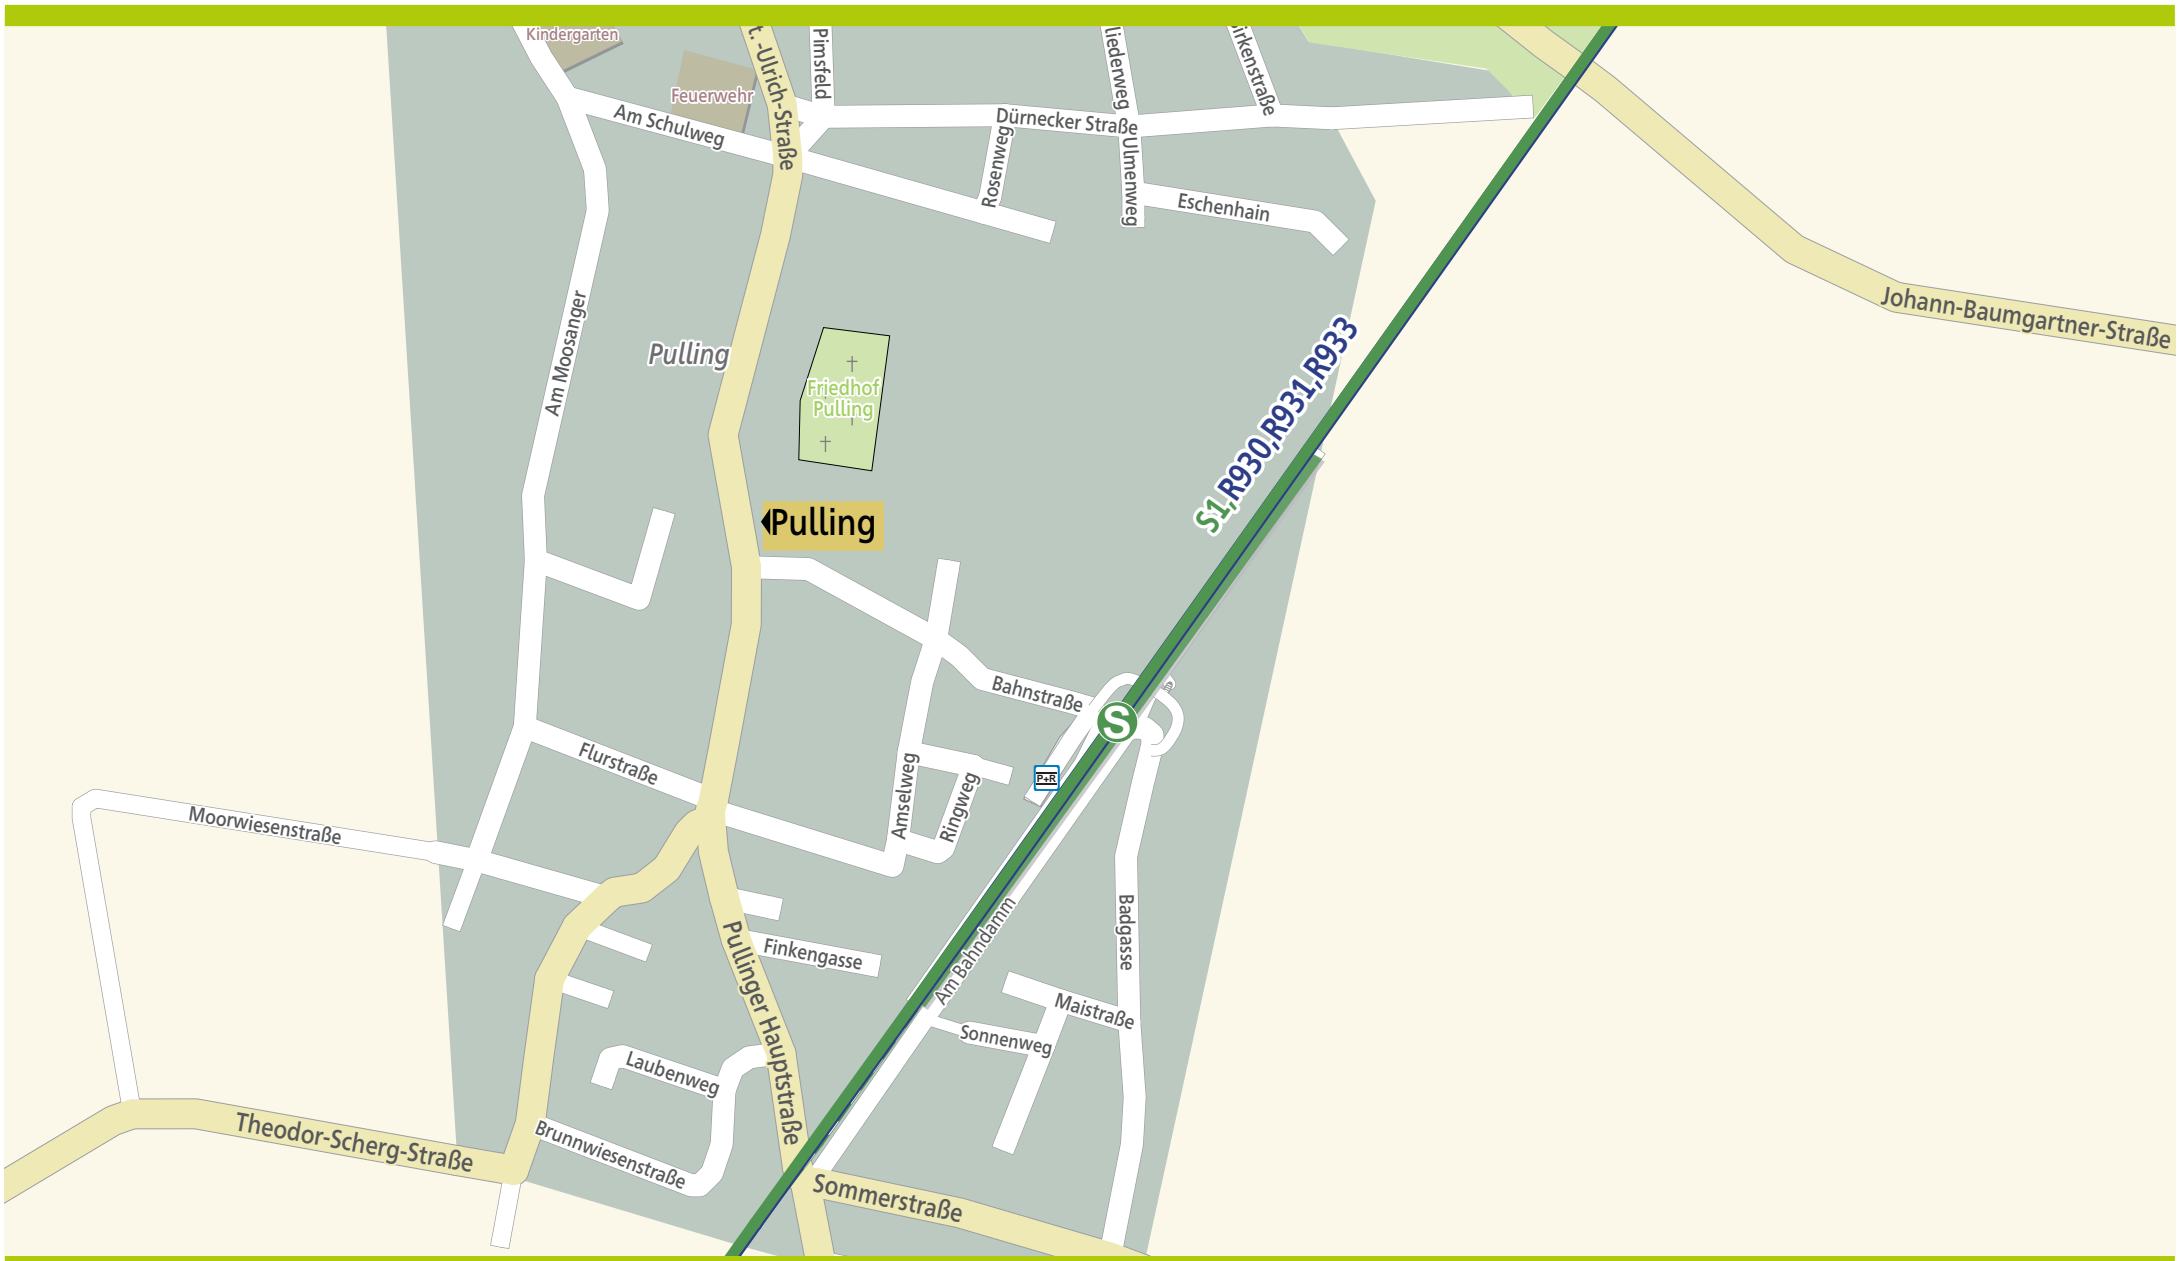 Kindergarten
t. -Ulrich-Straße
Pimsfeld
liederweg
irkenstraße
Feuerwehr
Am Schulweg
Dürnecker Straße
Rosenweg
Ulmenweg
Eschenhain
Johann-Baumgartner-Straße
Am Moosanger
Pulling
Friedhof
Pulling
S1,R930,R931,R933
Pulling
Bahnstraße
S
P+R
Flurstraße
Amselweg
Ringweg
Moorwiesenstraße
Badgasse
Am Bahndamm
Pullinger Hauptstraße
Finkengasse
Maistraße
Sonnenweg
Laubenweg
Theodor-Scherg-Straße
Brunnwiesenstraße
Sommerstraße